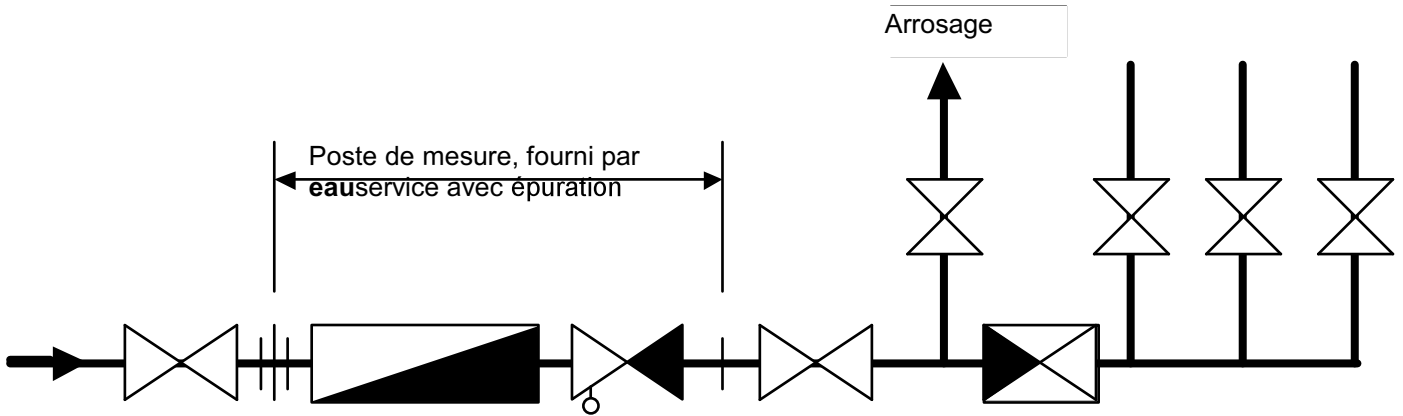 Arrosage
Poste de mesure, fourni par
eauservice avec épuration